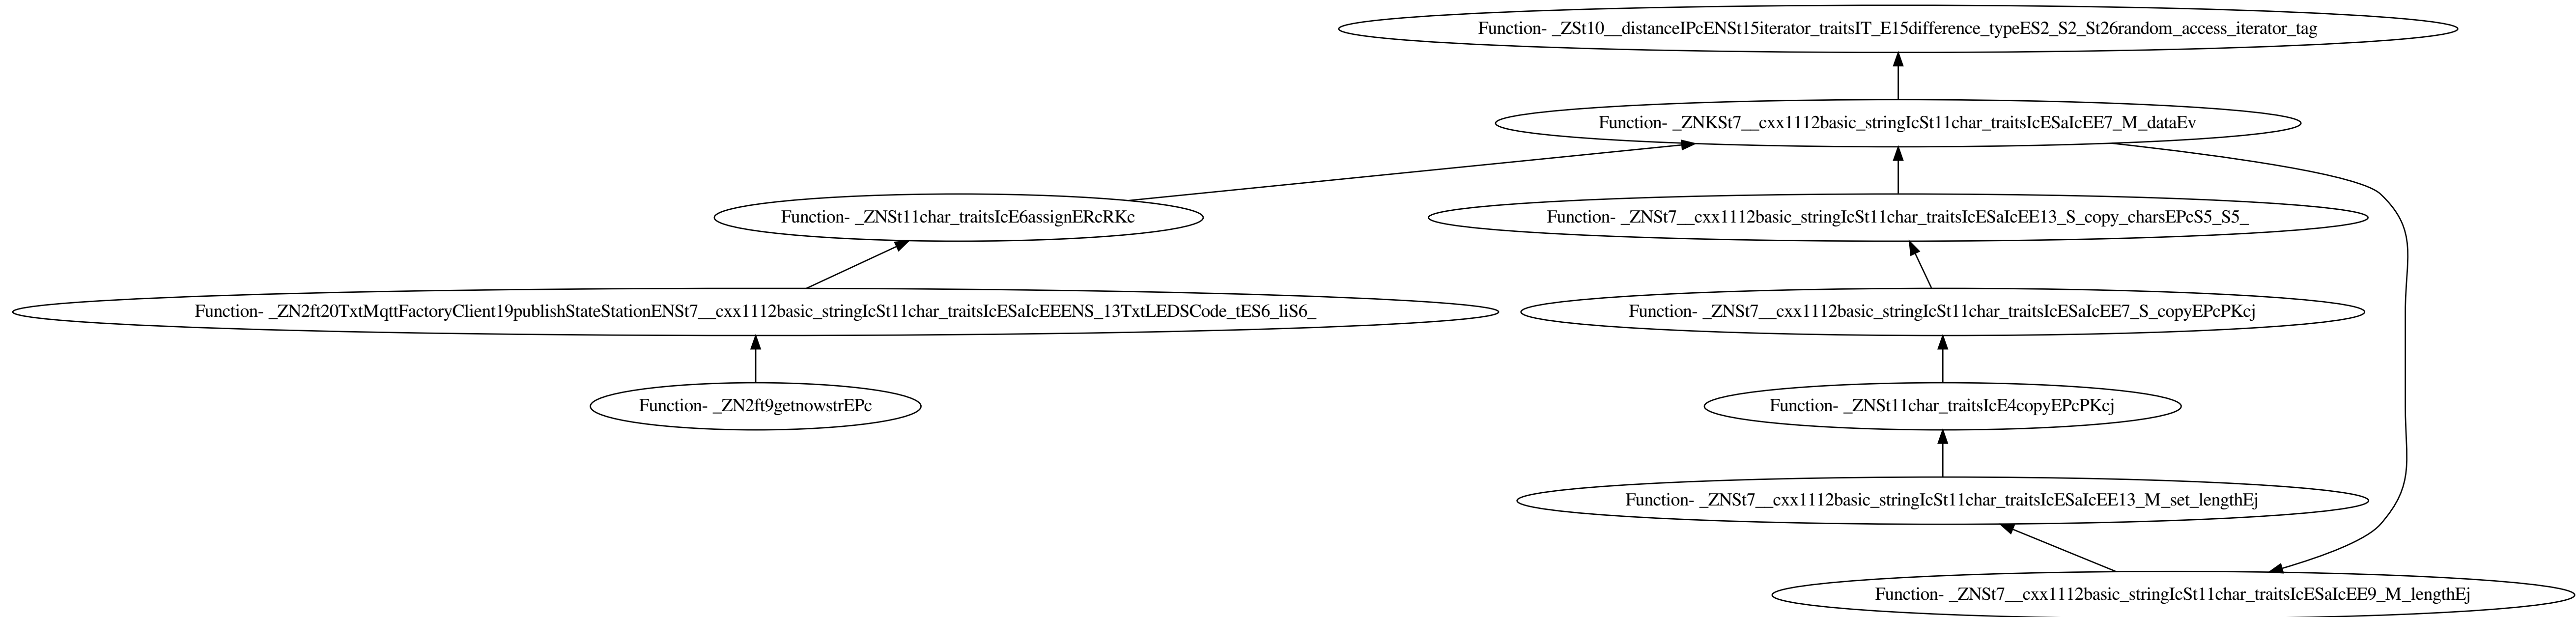 Function- _ZSt10__distanceIPcENSt15iterator_traitsIT_E15difference_typeES2_S2_St26random_access_iterator_tag
Function- _ZNKSt7__cxx1112basic_stringIcSt11char_traitsIcESaIcEE7_M_dataEv
Function- _ZNSt11char_traitsIcE6assignERcRKc
Function- _ZNSt7__cxx1112basic_stringIcSt11char_traitsIcESaIcEE13_S_copy_charsEPcS5_S5_
Function- _ZN2ft20TxtMqttFactoryClient19publishStateStationENSt7__cxx1112basic_stringIcSt11char_traitsIcESaIcEEENS_13TxtLEDSCode_tES6_liS6_
Function- _ZNSt7__cxx1112basic_stringIcSt11char_traitsIcESaIcEE7_S_copyEPcPKcj
Function- _ZN2ft9getnowstrEPc
Function- _ZNSt11char_traitsIcE4copyEPcPKcj
Function- _ZNSt7__cxx1112basic_stringIcSt11char_traitsIcESaIcEE13_M_set_lengthEj
Function- _ZNSt7__cxx1112basic_stringIcSt11char_traitsIcESaIcEE9_M_lengthEj